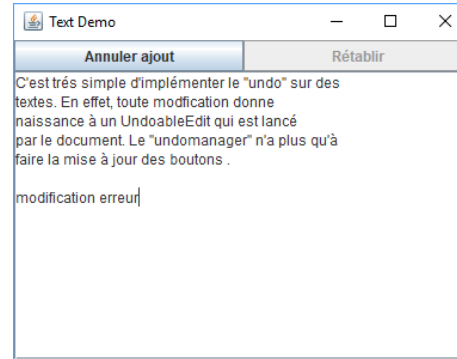 Text Demo
Annuler ajout Rétablir
C'est trés simple d'implémenter le "undo" sur des
textes. En effet, toute modfication donne
naissance à un UndoableEdit qui est lancé
par le document. Le "undomanager" n'a plus qu'à
faire la mise à jour des boutons .
modification erreur